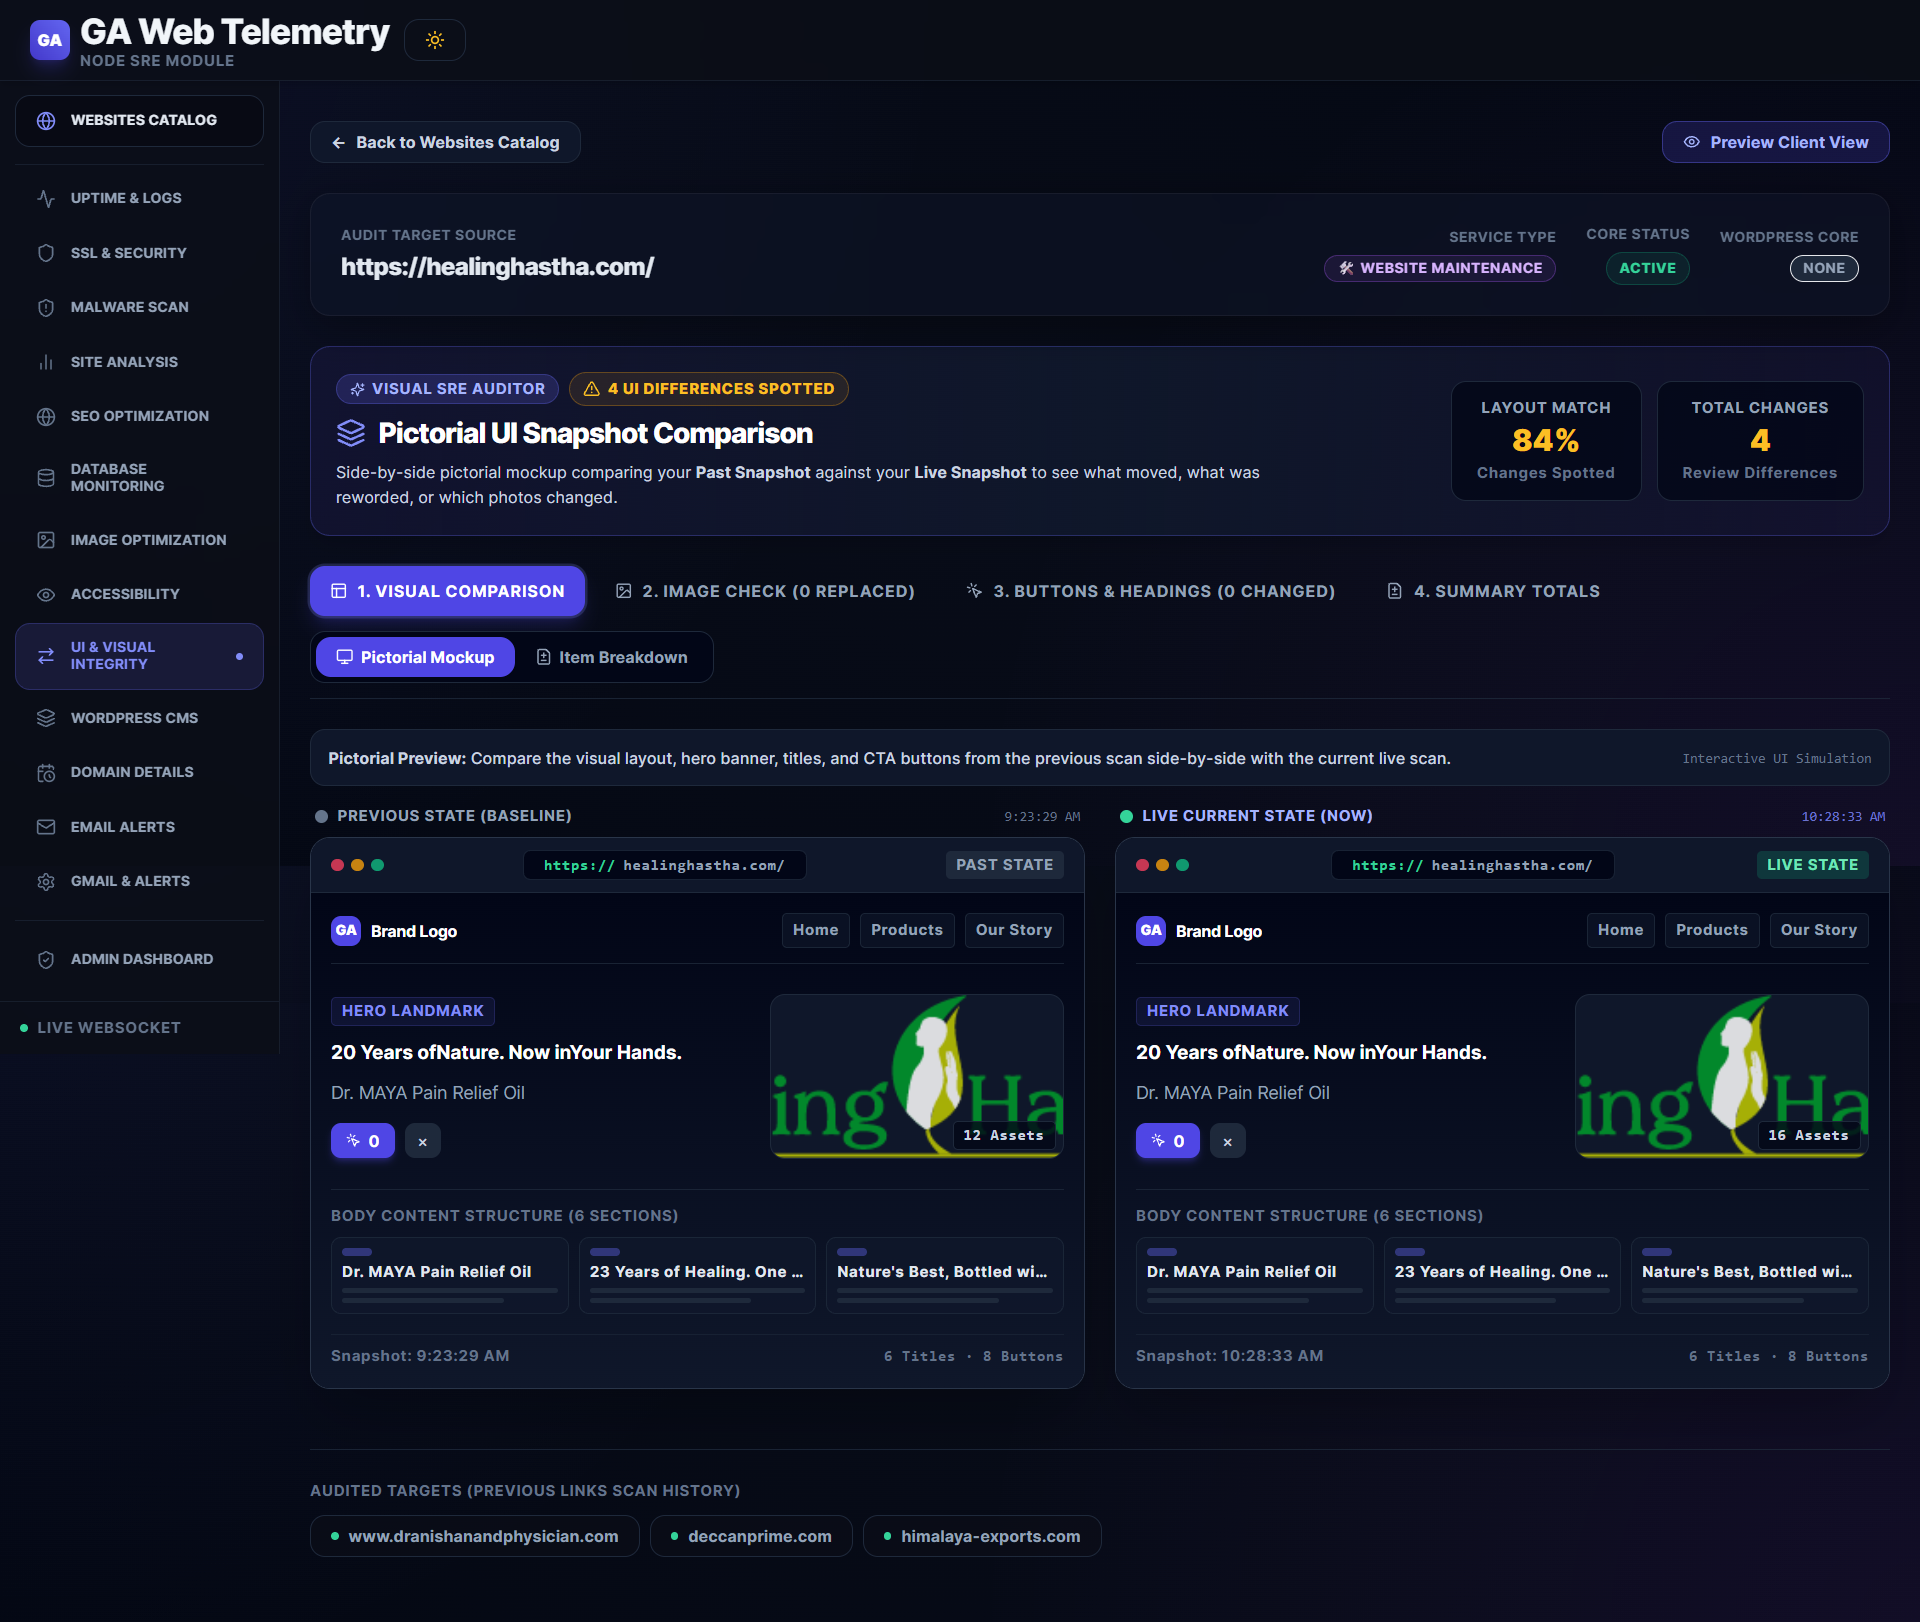 GA
GA Web Telemetry
NODE SRE MODULE
WEBSITES CATALOG
UPTIME & LOGS
SSL & SECURITY
MALWARE SCAN
SITE ANALYSIS
SEO OPTIMIZATION
DATABASE
MONITORING
IMAGE OPTIMIZATION
ACCESSIBILITY
UI & VISUAL
INTEGRITY
WORDPRESS CMS
DOMAIN DETAILS
EMAIL ALERTS
GMAIL & ALERTS
ADMIN DASHBOARD
LIVE WEBSOCKET
Back to Websites Catalog
Preview Client View
AUDIT TARGET SOURCE
https://healinghastha.com/
SERVICE TYPE
WEBSITE MAINTENANCE
CORE STATUS
ACTIVE
WORDPRESS CORE
NONE
VISUAL SRE AUDITOR
4 UI DIFFERENCES SPOTTED
Pictorial UI Snapshot Comparison
Side-by-side pictorial mockup comparing your Past Snapshot against your Live Snapshot to see what moved, what was
reworded, or which photos changed.
LAYOUT MATCH
84%
Changes Spotted
TOTAL CHANGES
4
Review Differences
1. VISUAL COMPARISON
2. IMAGE CHECK (0 REPLACED)
3. BUTTONS & HEADINGS (0 CHANGED)
4. SUMMARY TOTALS
Pictorial Mockup
Item Breakdown
Pictorial Preview: Compare the visual layout, hero banner, titles, and CTA buttons from the previous scan side-by-side with the current live scan.
Interactive UI Simulation
PREVIOUS STATE (BASELINE)
9:23:29 AM
https:// healinghastha.com/
PAST STATE
GA
Brand Logo
Home
Products
Our Story
HERO LANDMARK
20 Years ofNature. Now inYour Hands.
Dr. MAYA Pain Relief Oil
0
×
ing Ha
12 Assets
BODY CONTENT STRUCTURE (6 SECTIONS)
Dr. MAYA Pain Relief Oil
23 Years of Healing. One ...
Nature's Best, Bottled wi...
Snapshot: 9:23:29 AM
6 Titles · 8 Buttons
LIVE CURRENT STATE (NOW)
10:28:33 AM
https:// healinghastha.com/
LIVE STATE
GA
Brand Logo
Home
Products
Our Story
HERO LANDMARK
20 Years ofNature. Now inYour Hands.
Dr. MAYA Pain Relief Oil
0
×
ing Ha
16 Assets
BODY CONTENT STRUCTURE (6 SECTIONS)
Dr. MAYA Pain Relief Oil
23 Years of Healing. One ...
Nature's Best, Bottled wi...
Snapshot: 10:28:33 AM
6 Titles · 8 Buttons
AUDITED TARGETS (PREVIOUS LINKS SCAN HISTORY)
www.dranishanandphysician.com
deccanprime.com
himalaya-exports.com